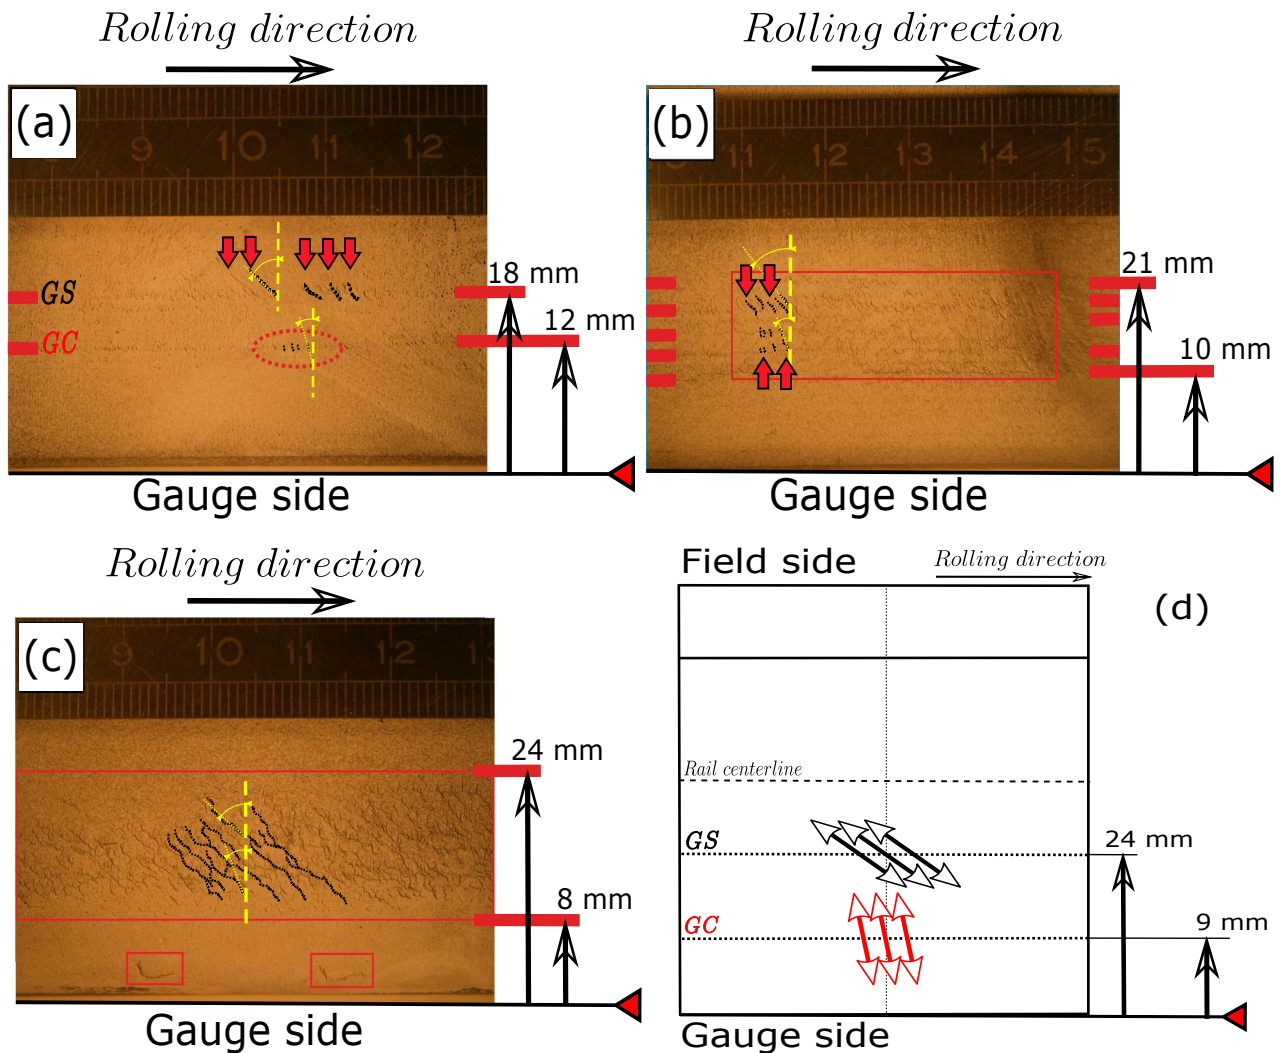 Rolling direction
(a)
9 10 11 12
GS
GC
18 mm
12 mm
Gauge side
Rolling direction
(b)
11 12 13 14 15
21 mm
10 mm
Gauge side
Rolling direction
(c)
9 10 11 12
24 mm
8 mm
Gauge side
Field side
Rolling direction
(d)
Rail centerline
GS
24 mm
GC
9 mm
Gauge side